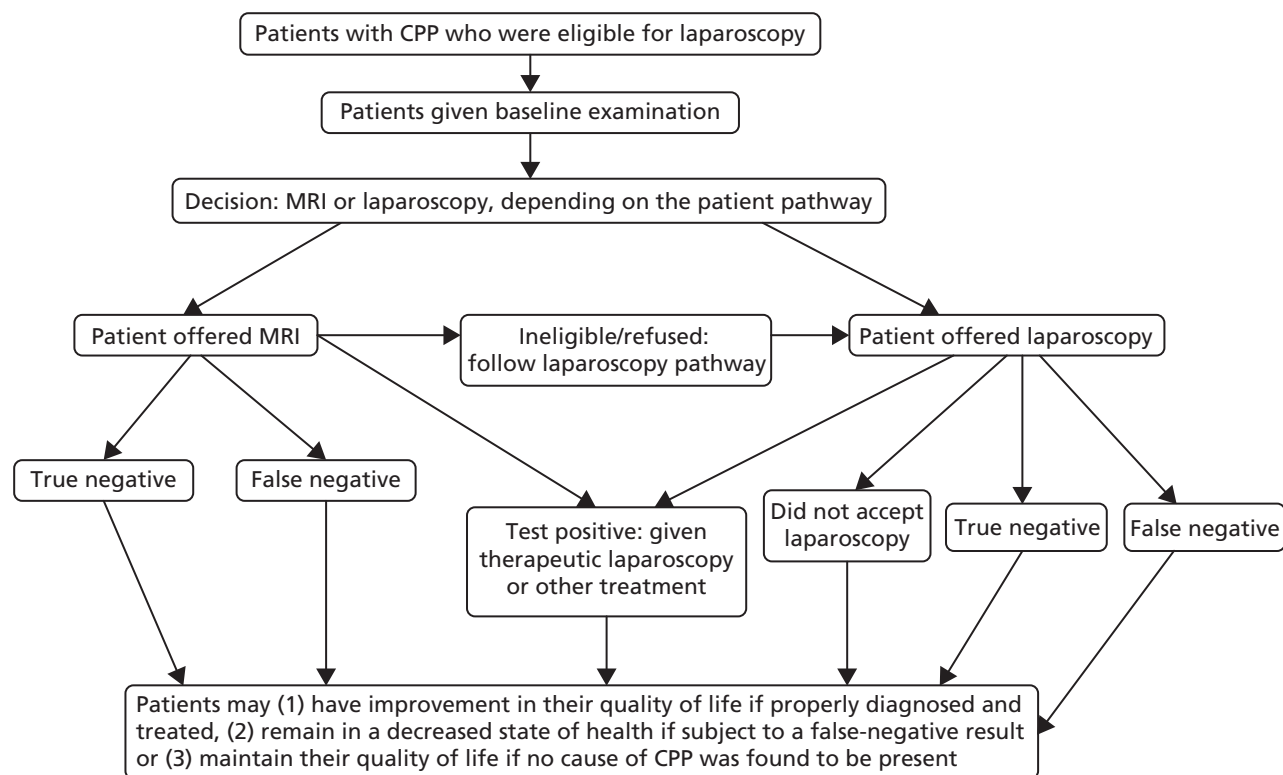 Patients with CPP who were eligible for laparoscopy
Patients given baseline examination
Decision: MRI or laparoscopy, depending on the patient pathway
Patient offered MRI
Ineligible/refused:
follow laparoscopy pathway
Patient offered laparoscopy
True negative
False negative
Test positive: given
therapeutic laparoscopy
or other treatment
Did not accept
laparoscopy
True negative
False negative
Patients may (1) have improvement in their quality of life if properly diagnosed and
treated, (2) remain in a decreased state of health if subject to a false-negative result
or (3) maintain their quality of life if no cause of CPP was found to be present